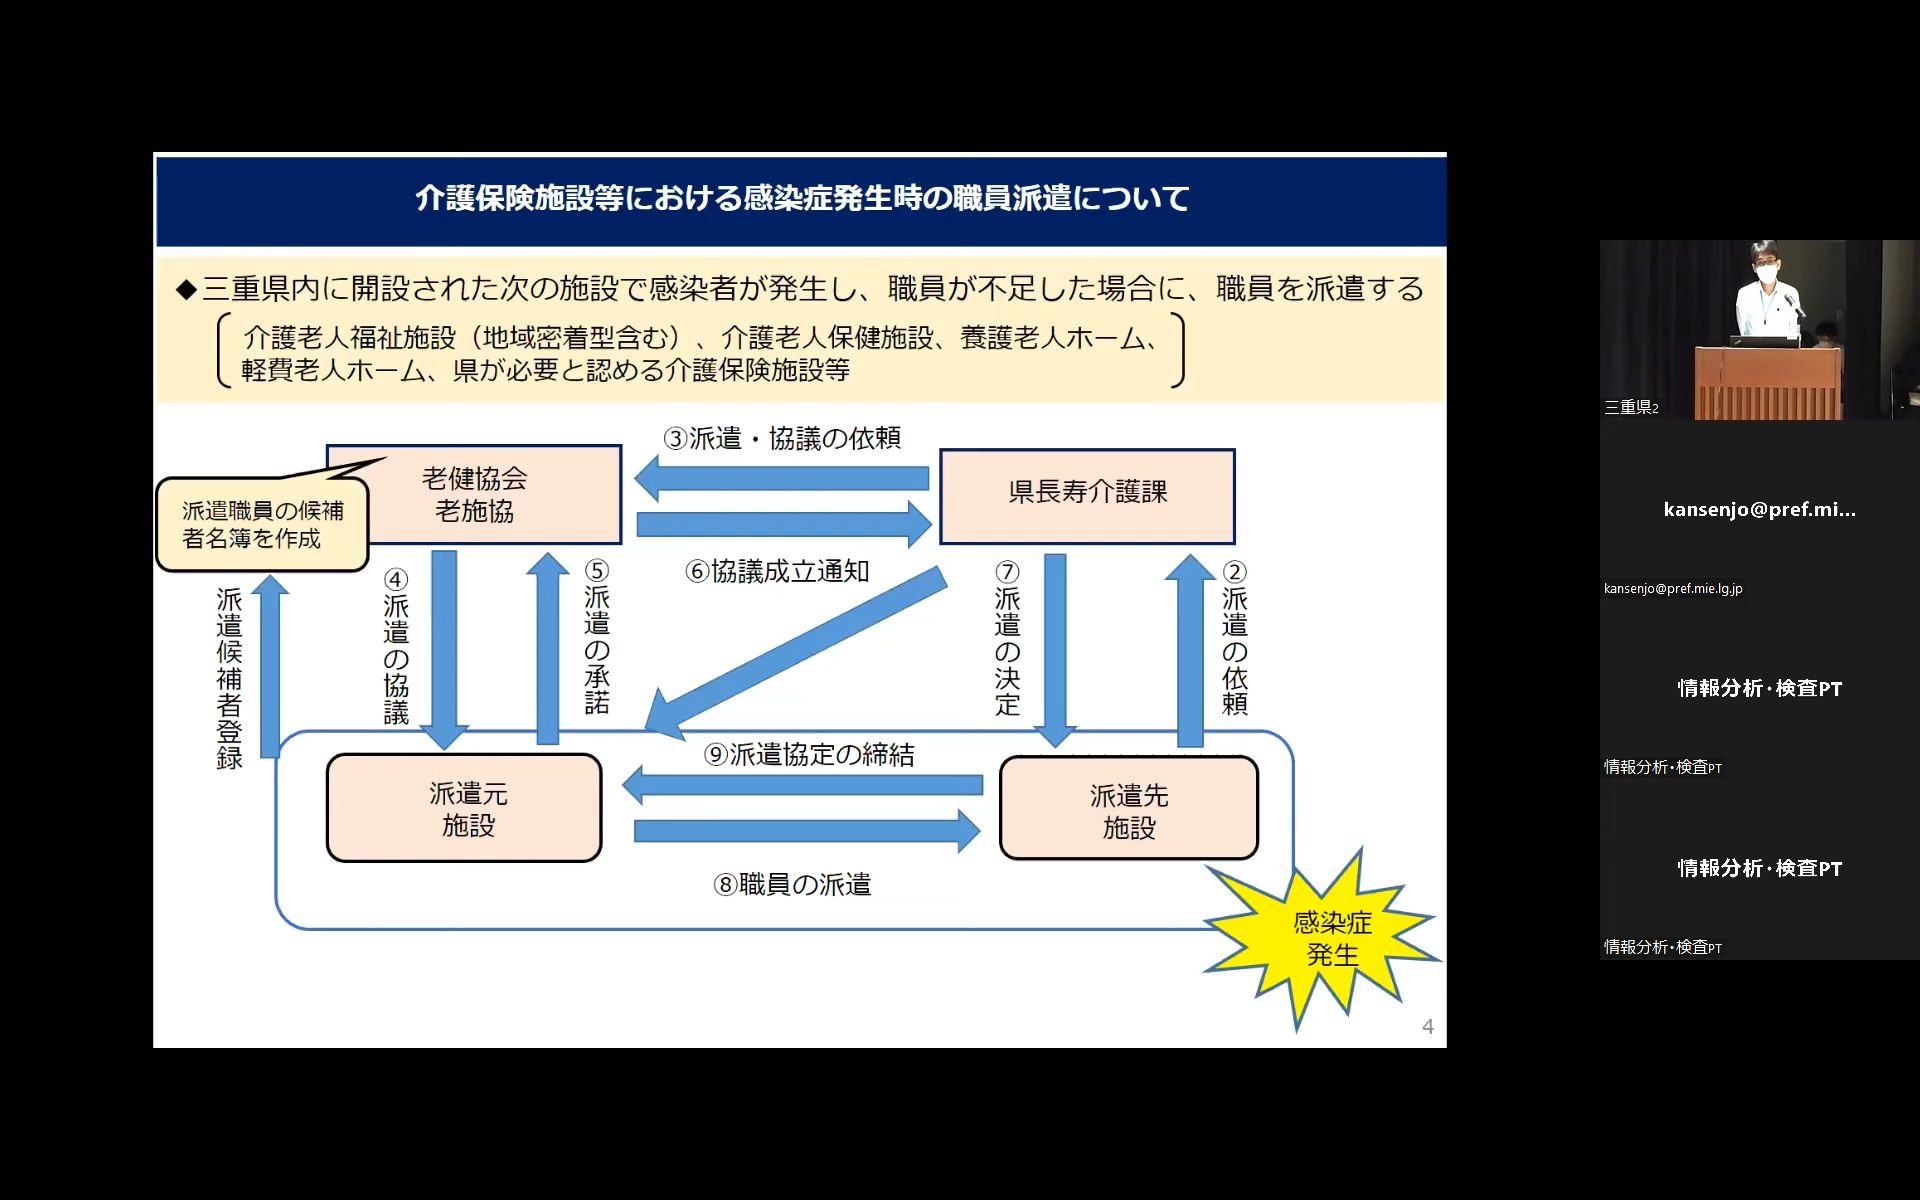 介護保険施設等における感染症発生時の職員派遣について
◆三重県内に開設された次の施設で感染者が発生し、職員が不足した場合に、職員を派遣する
介護老人福祉施設（地域密着型含む）、介護老人保健施設、養護老人ホーム、
軽費老人ホーム、県が必要と認める介護保険施設等
③派遣・協議の依頼
老健協会
老施協
県長寿介護課
派遣職員の候補
者名簿を作成
⑥協議成立通知
派遣候補者登録
④派遣の協議
⑤派遣の承諾
⑦派遣の決定
②派遣の依頼
⑨派遣協定の締結
派遣元
施設
派遣先
施設
⑧職員の派遣
感染症
発生
4
三重県2
kansenjo@pref.mi...
kansenjo@pref.mie.lg.jp
情報分析・検査PT
情報分析・検査PT
情報分析・検査PT
情報分析・検査PT